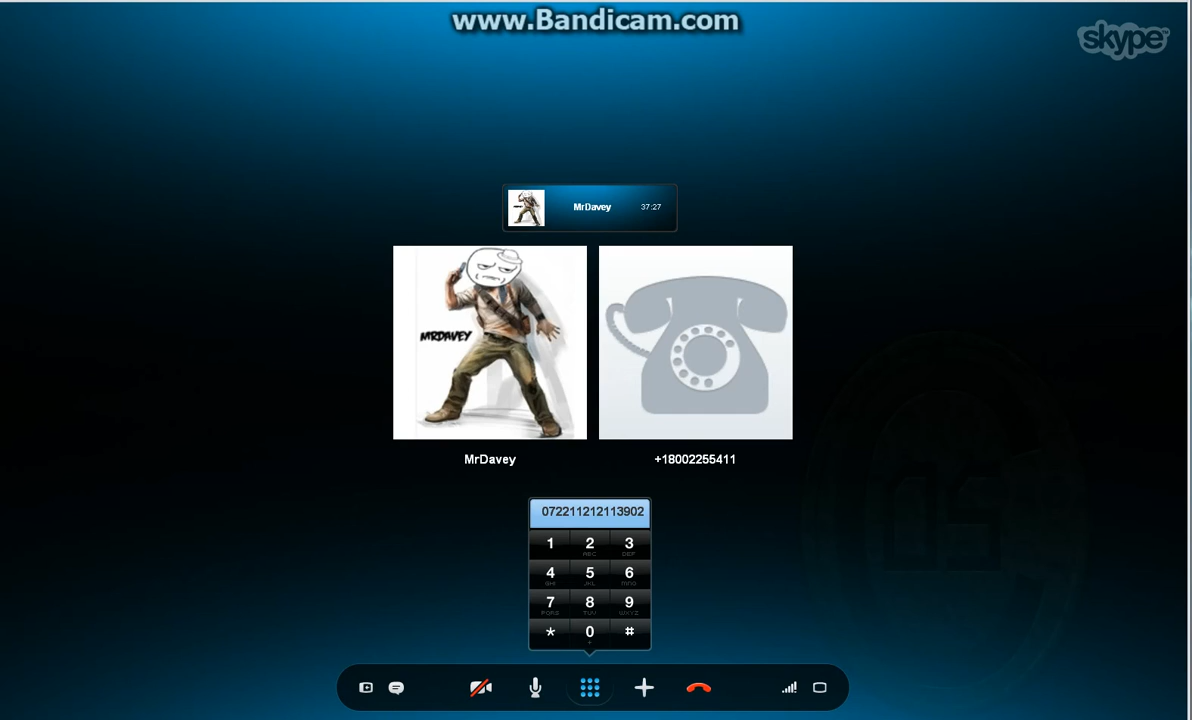 www.Bandicam.com
skype™
MrDavey 37:27
MRDAVEY
MrDavey +18002255411
072211212113902
1 2 3
ABC DEF
4 5 6
GHI JKL MNO
7 8 9
PQRS TUV WXYZ
* 0 #
+